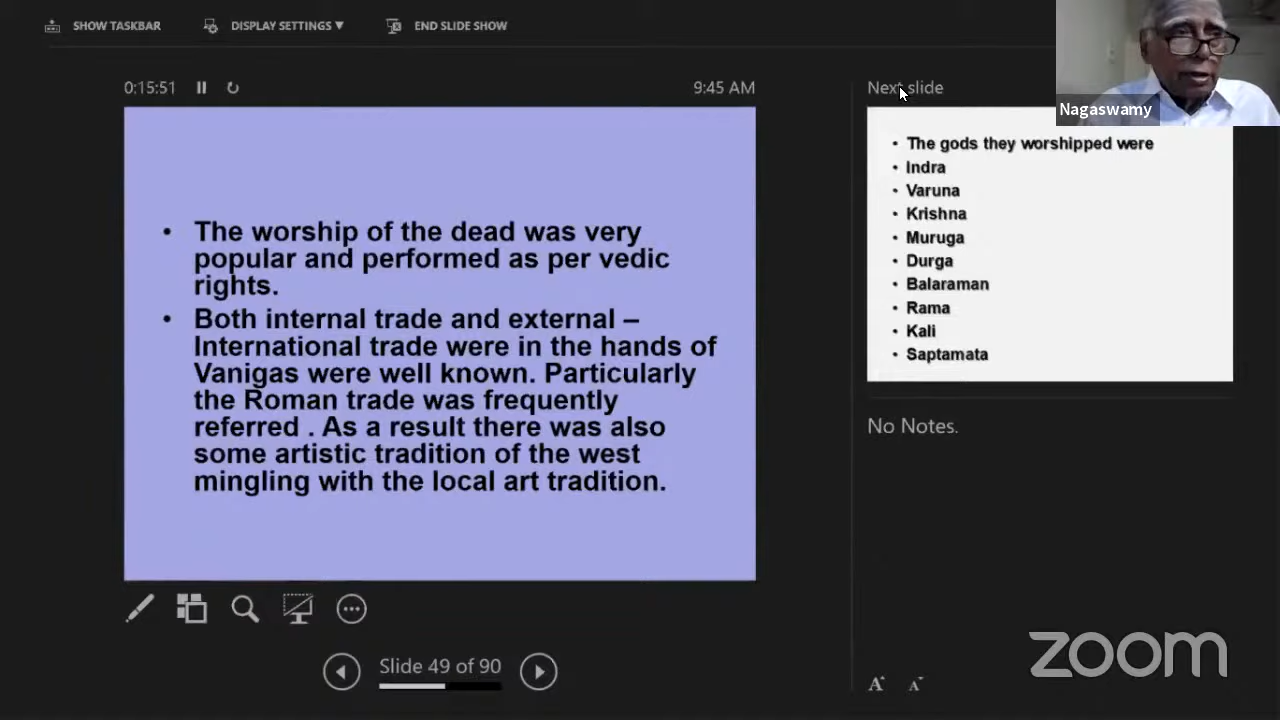 SHOW TASKBAR
DISPLAY SETTINGS ▼
END SLIDE SHOW
0:15:51
9:45 AM
Next slide
Nagaswamy
• The worship of the dead was very
popular and performed as per vedic
rights.
• Both internal trade and external –
International trade were in the hands of
Vanigas were well known. Particularly
the Roman trade was frequently
referred . As a result there was also
some artistic tradition of the west
mingling with the local art tradition.
• The gods they worshipped were
• Indra
• Varuna
• Krishna
• Muruga
• Durga
• Balaraman
• Rama
• Kali
• Saptamata
No Notes.
Slide 49 of 90
A A
zoom